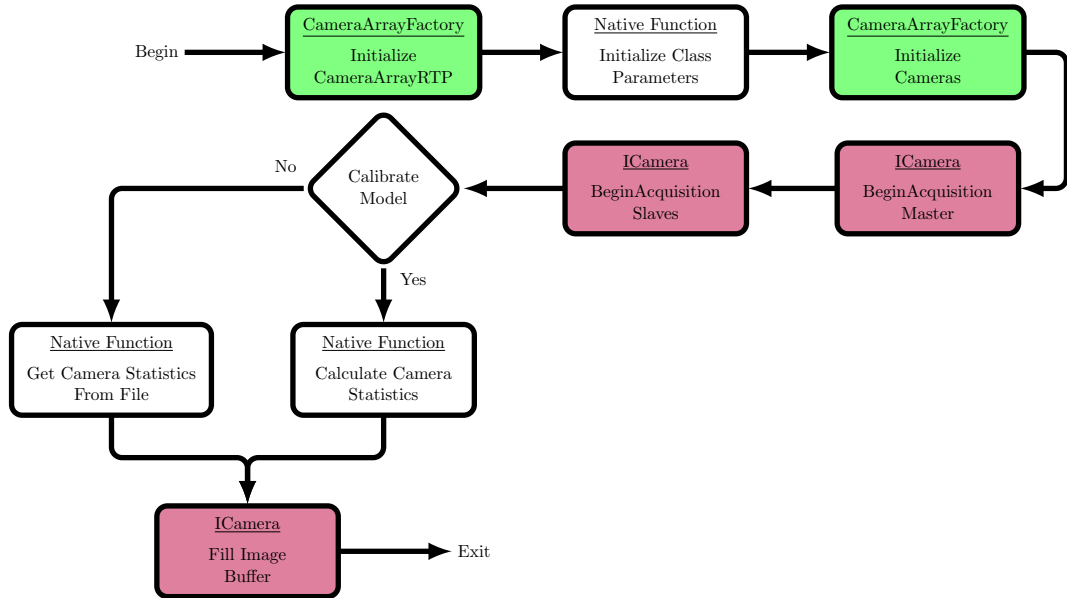 Begin
CameraArrayFactory
Initialize
CameraArrayRTP
Native Function
Initialize Class
Parameters
CameraArrayFactory
Initialize
Cameras
ICamera
BeginAcquisition
Master
ICamera
BeginAcquisition
Slaves
Calibrate
Model
No
Yes
Native Function
Get Camera Statistics
From File
Native Function
Calculate Camera
Statistics
ICamera
Fill Image
Buffer
Exit